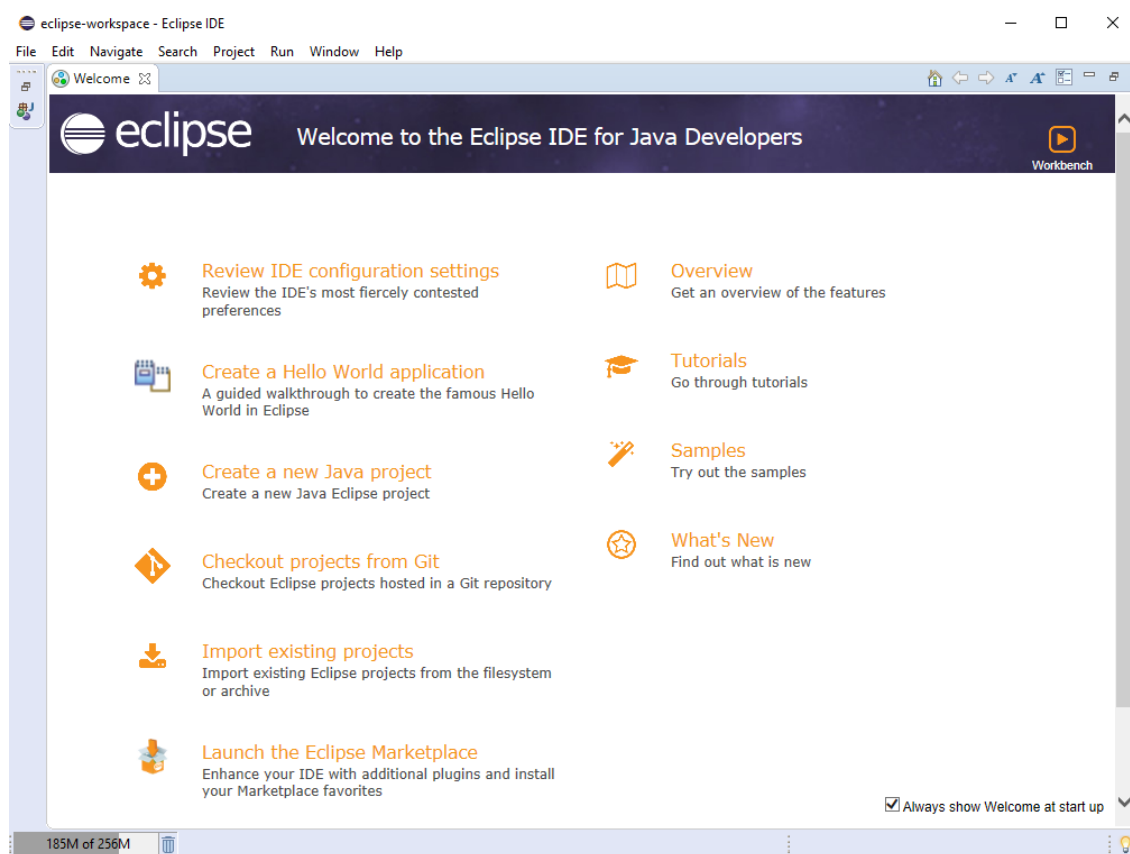 eclipse-workspace - Eclipse IDE
File Edit Navigate Search Project Run Window Help
Welcome
eclipse Welcome to the Eclipse IDE for Java Developers
Workbench
Review IDE configuration settings
Review the IDE's most fiercely contested
preferences
Create a Hello World application
A guided walkthrough to create the famous Hello
World in Eclipse
Create a new Java project
Create a new Java Eclipse project
Checkout projects from Git
Checkout Eclipse projects hosted in a Git repository
Import existing projects
Import existing Eclipse projects from the filesystem
or archive
Launch the Eclipse Marketplace
Enhance your IDE with additional plugins and install
your Marketplace favorites
Overview
Get an overview of the features
Tutorials
Go through tutorials
Samples
Try out the samples
What's New
Find out what is new
Always show Welcome at start up
185M of 256M